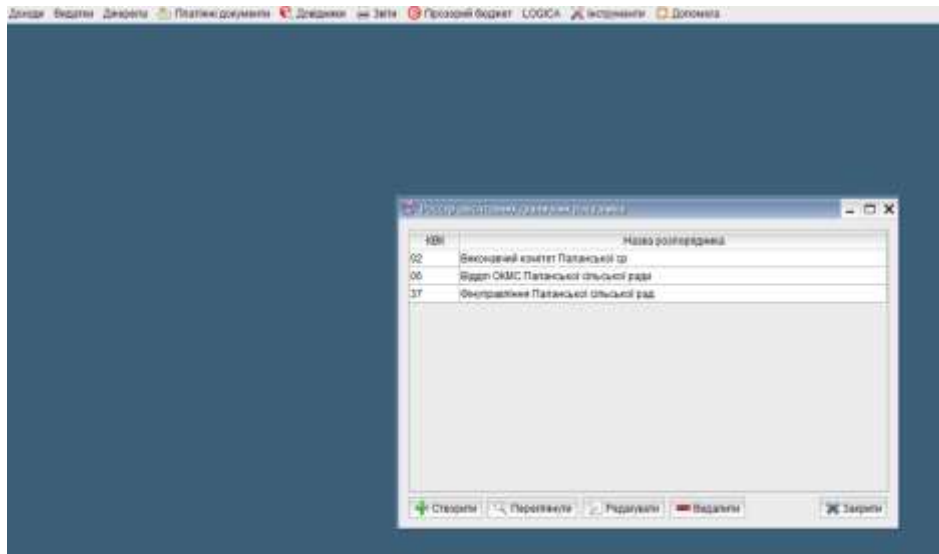 Доходи Видатки Джерела Платіжні документи Довідники Звіти Прозорий бюджет LOGICA Інструменти Допомога
КВК Назва розпорядника
02 Виконавчий комітет Паланської ср
06 Відділ ОКМС Паланської сільської ради
37 Фінуправління Паланської сільської рад
Створити Переглянути Редагувати Видалити Закрити